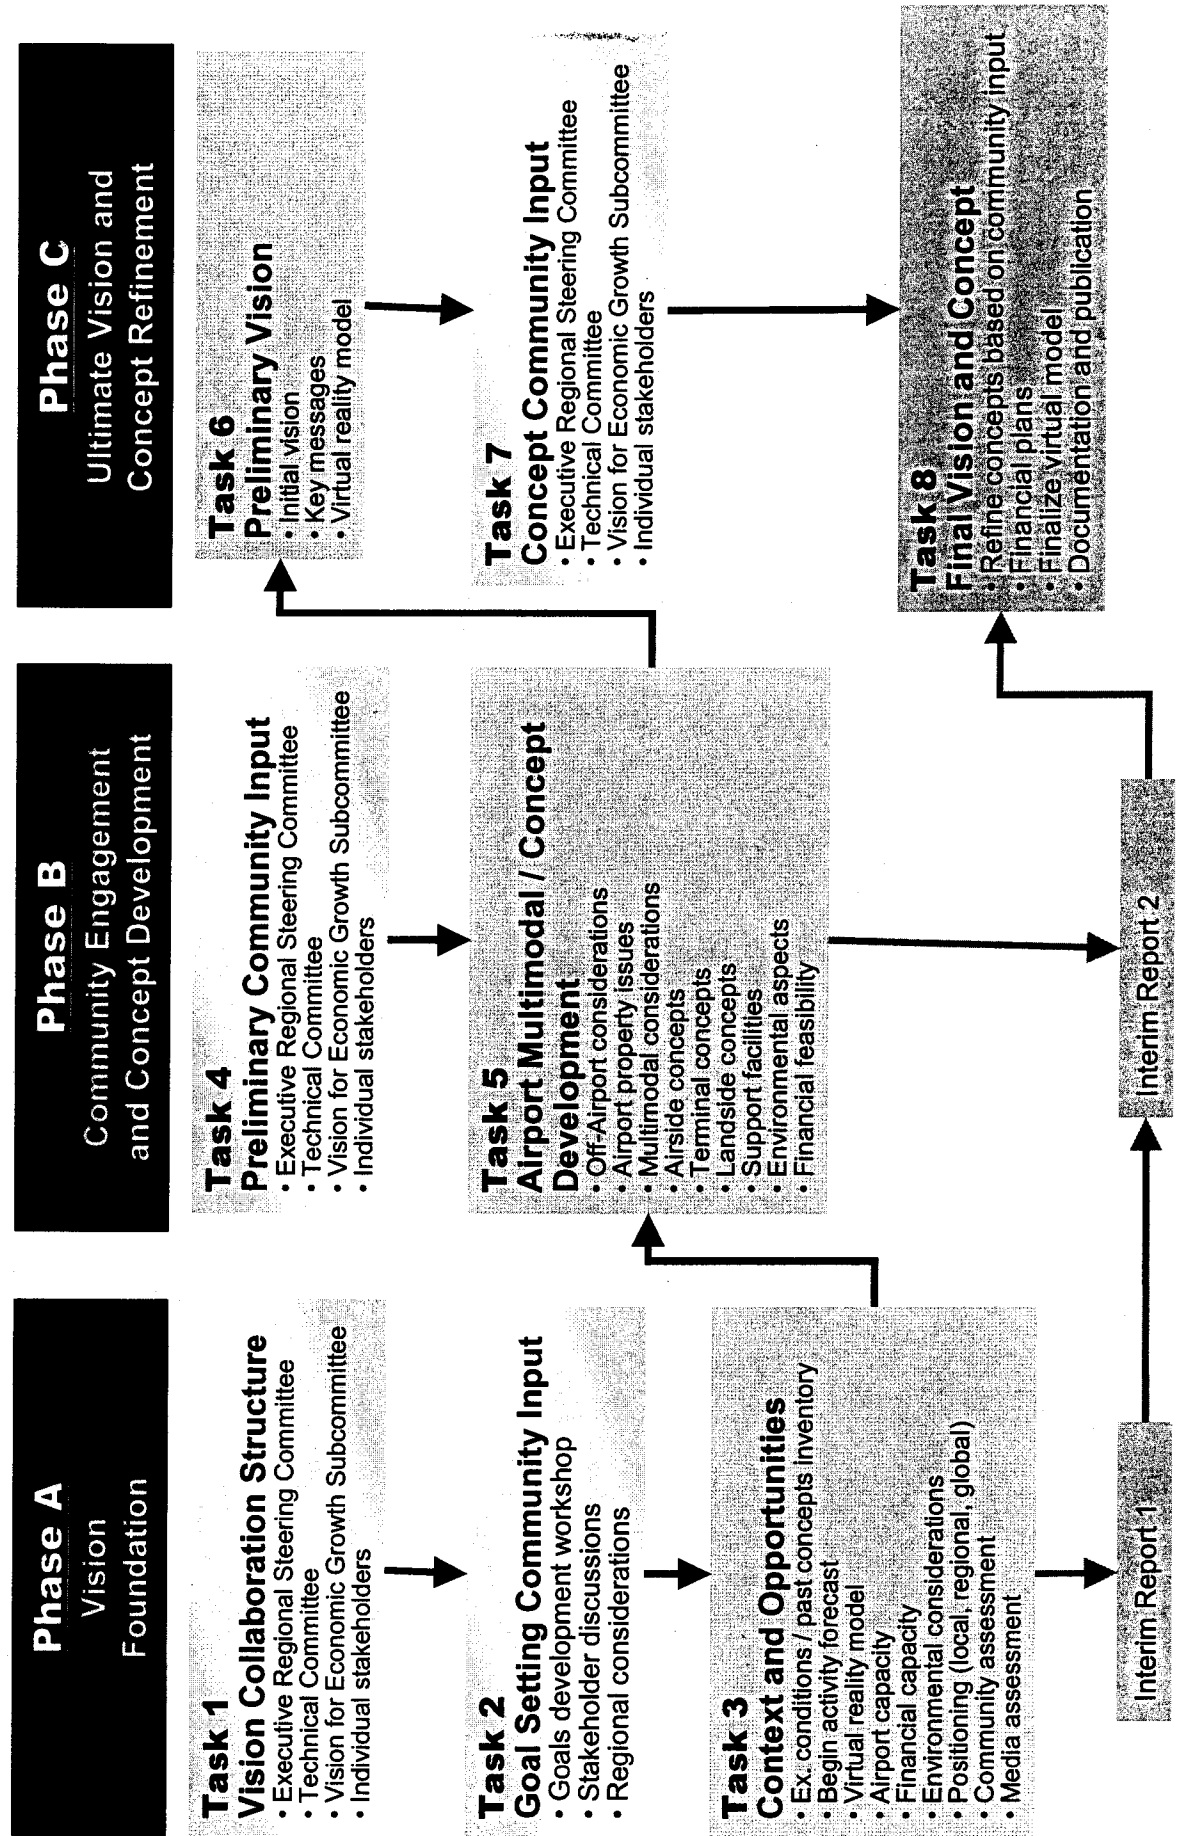 Phase A
Vision
Foundation
Task 1
Vision Collaboration Structure
• Executive Regional Steering Committee
• Technical Committee
• Vision for Economic Growth Subcommittee
• Individual stakeholders
Task 2
Goal Setting Community Input
• Goals development workshop
• Stakeholder discussions
• Regional considerations
Task 3
Context and Opportunities
• Ex. conditions / past concepts inventory
• Begin activity forecast
• Virtual reality model
• Airport capacity
• Financial capacity
• Environmental considerations
• Positioning (local, regional, global)
• Community assessment
• Media assessment
Interim Report 1
Phase B
Community Engagement
and Concept Development
Task 4
Preliminary Community Input
• Executive Regional Steering Committee
• Technical Committee
• Vision for Economic Growth Subcommittee
• Individual stakeholders
Task 5
Airport Multimodal / Concept
Development
• Off-Airport considerations
• Airport property issues
• Multimodal considerations
• Airside concepts
• Terminal concepts
• Landside concepts
• Support facilities
• Environmental aspects
• Financial feasibility
Interim Report 2
Phase C
Ultimate Vision and
Concept Refinement
Task 6
Preliminary Vision
• Initial vision
• Key messages
• Virtual reality model
Task 7
Concept Community Input
• Executive Regional Steering Committee
• Technical Committee
• Vision for Economic Growth Subcommittee
• Individual stakeholders
Task 8
Final Vision and Concept
• Refine concepts based on community input
• Financial plans
• Finalize virtual model
• Documentation and publication